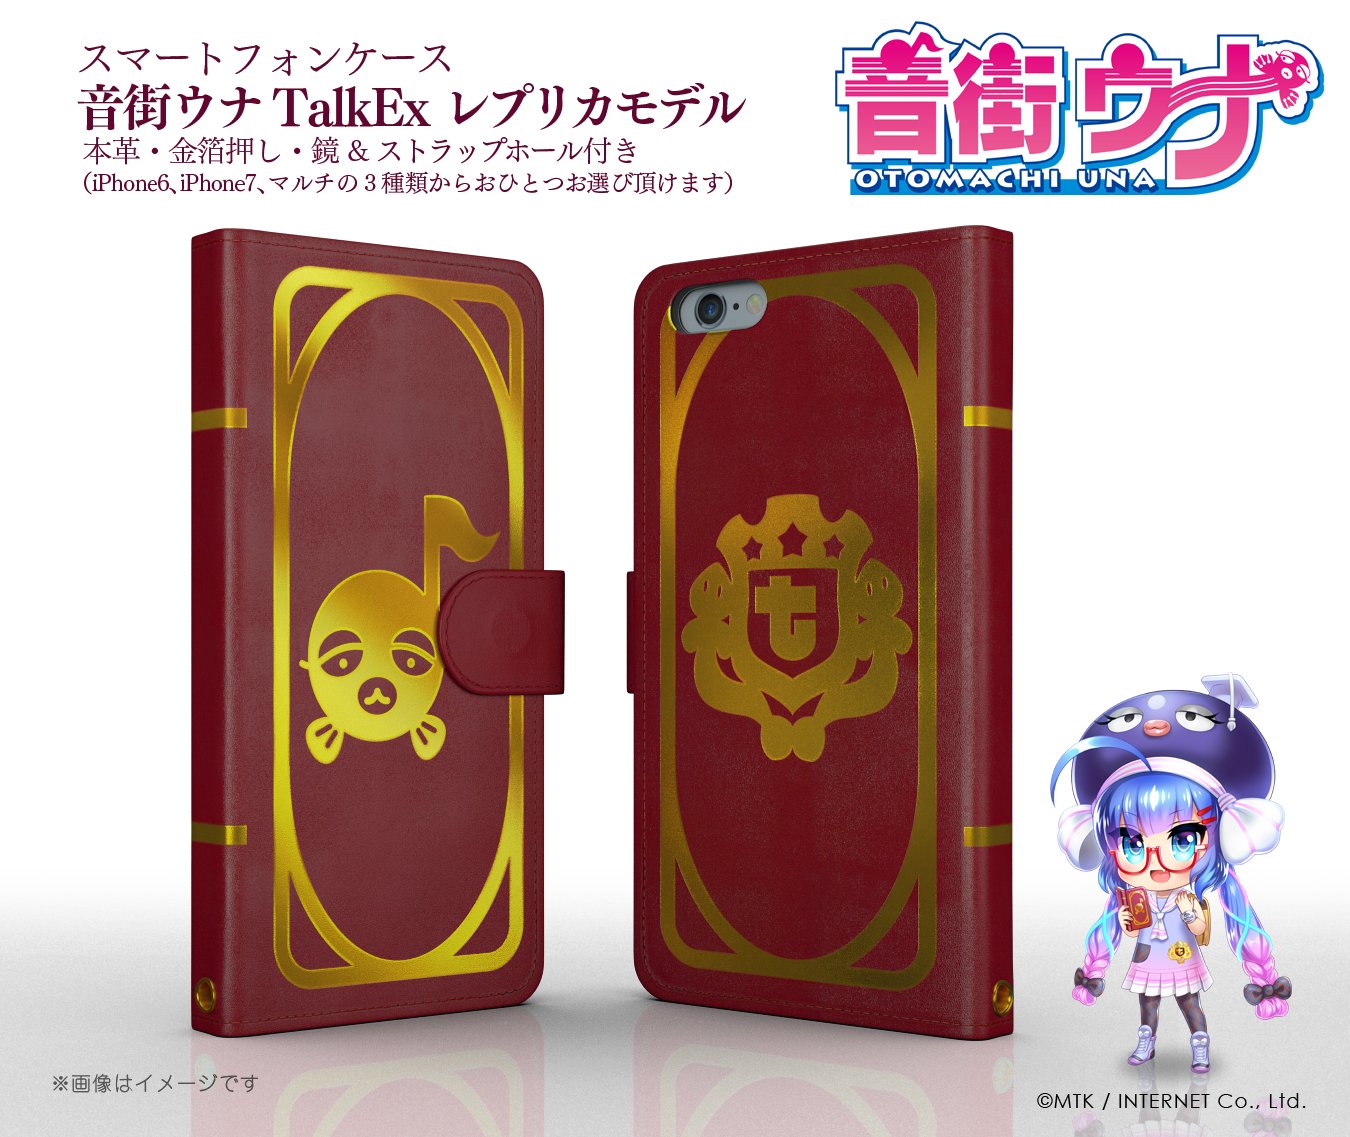 スマートフォンケース
音街ウナ TalkEx レプリカモデル
本革・金箔押し・鏡 & ストラップホール付き
（iPhone6、iPhone7、マルチの３種類からおひとつお選び頂けます）
音街ウナ
OTOMACHI UNA
t
t
※画像はイメージです
©MTK / INTERNET Co., Ltd.